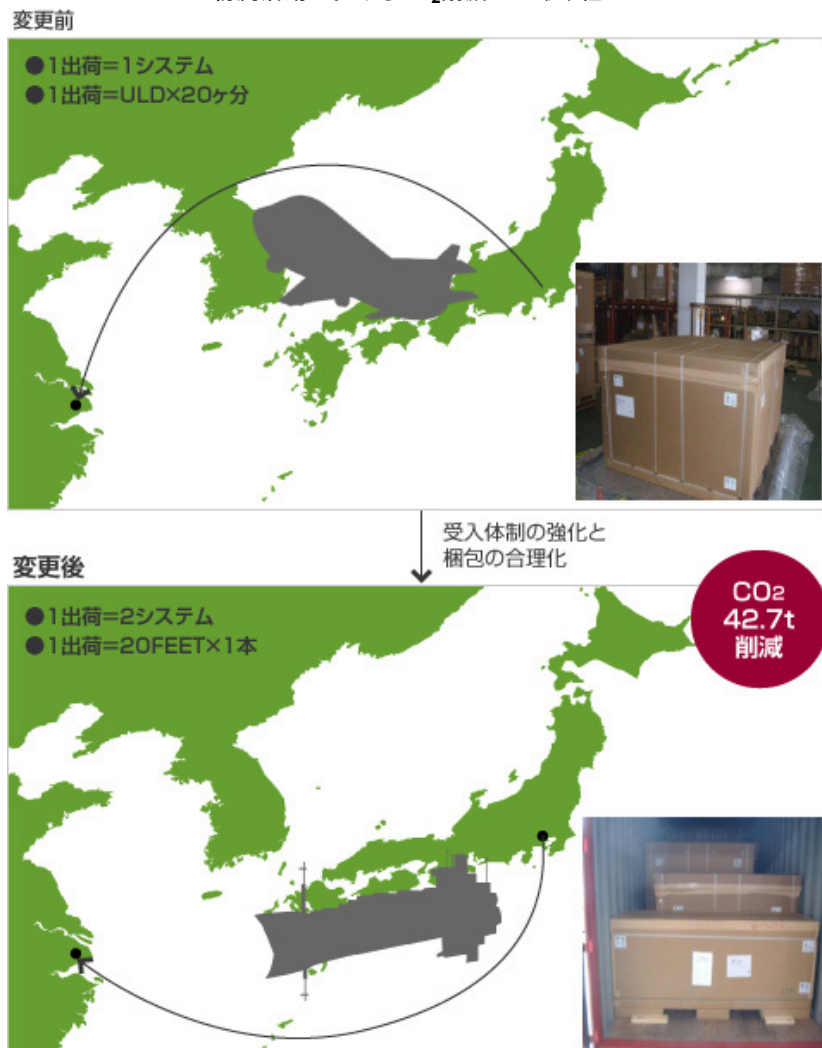 変更前
●1出荷=1システム
●1出荷=ULD×20ヶ分
受入体制の強化と
梱包の合理化
変更後
●1出荷=2システム
●1出荷=20FEET×1本
CO2
42.7t
削減